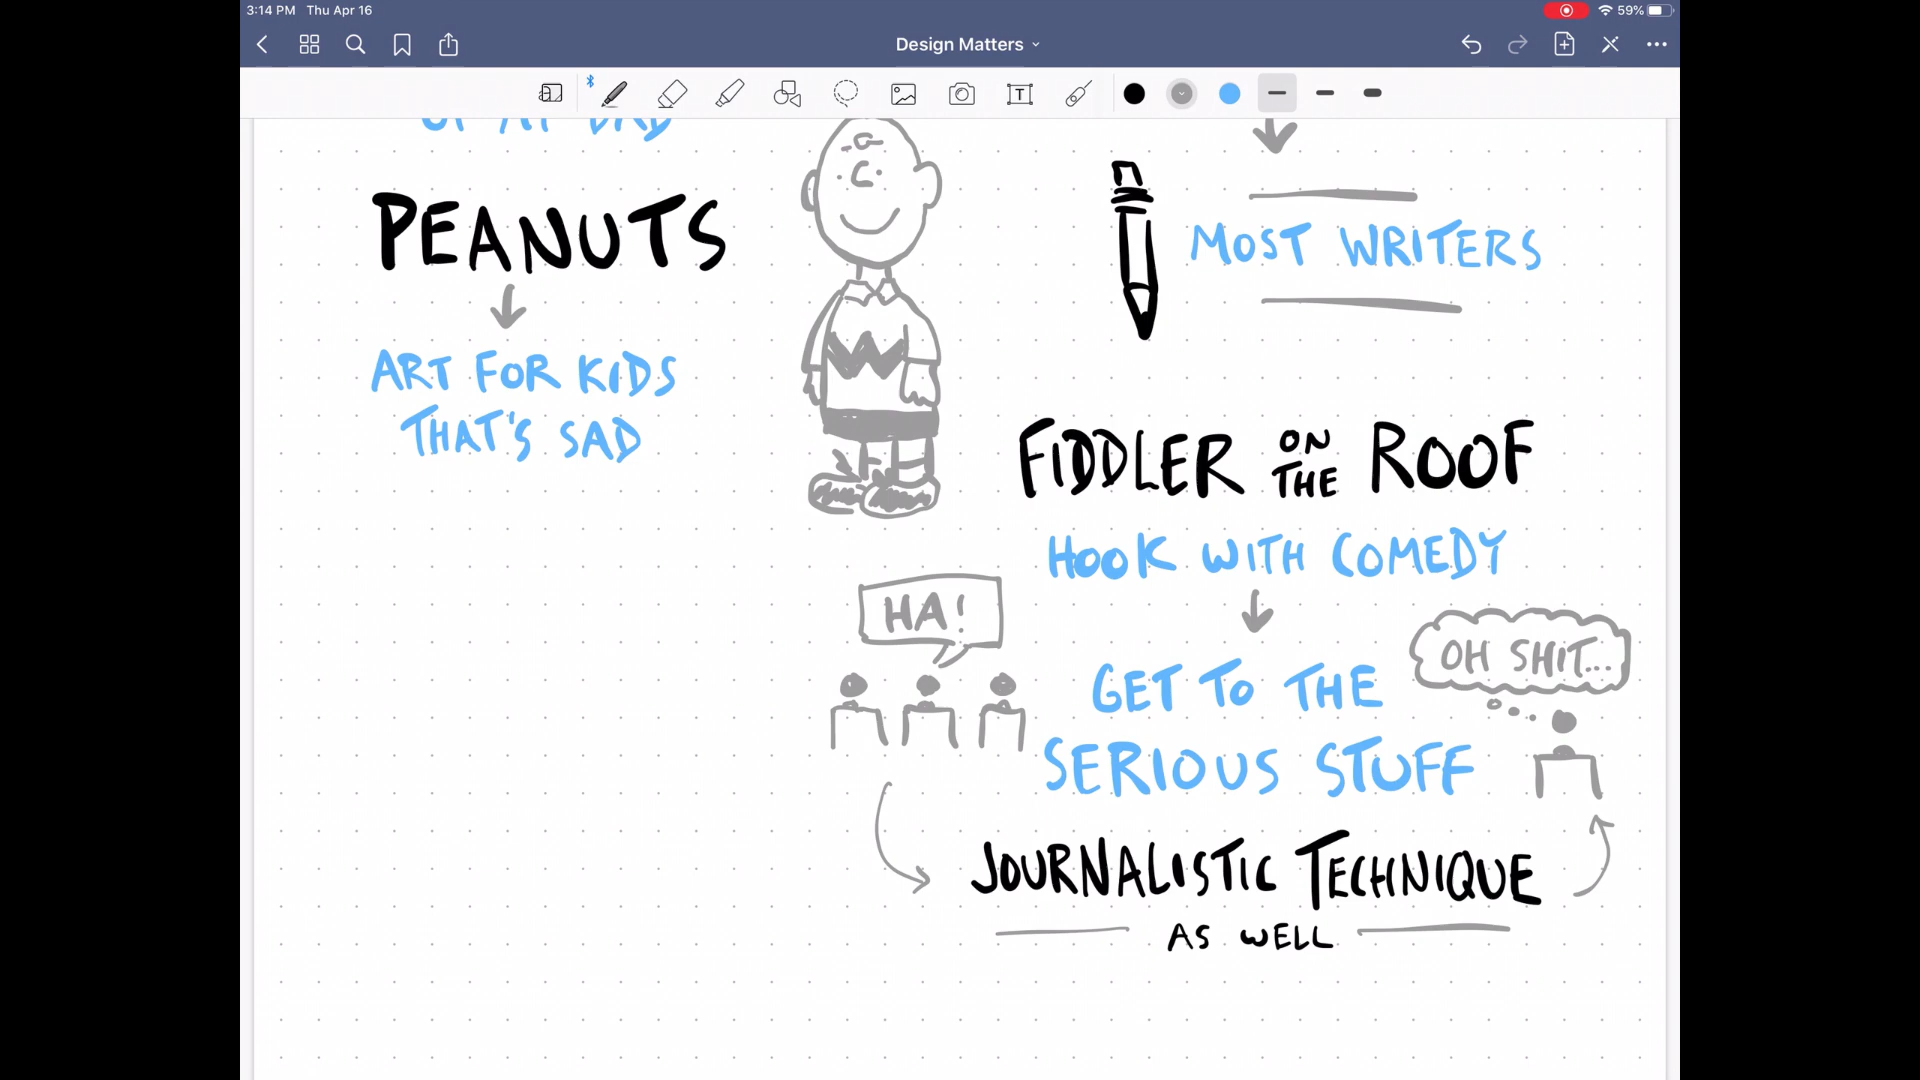 3:14 PM Thu Apr 16
59%
Design Matters
T
PEANUTS
ART FOR KIDS
THAT'S SAD
MOST WRITERS
FIDDLER ON THE ROOF
HOOK WITH COMEDY
HA!
GET TO THE
SERIOUS STUFF
OH SHIT...
JOURNALISTIC TECHNIQUE
AS WELL